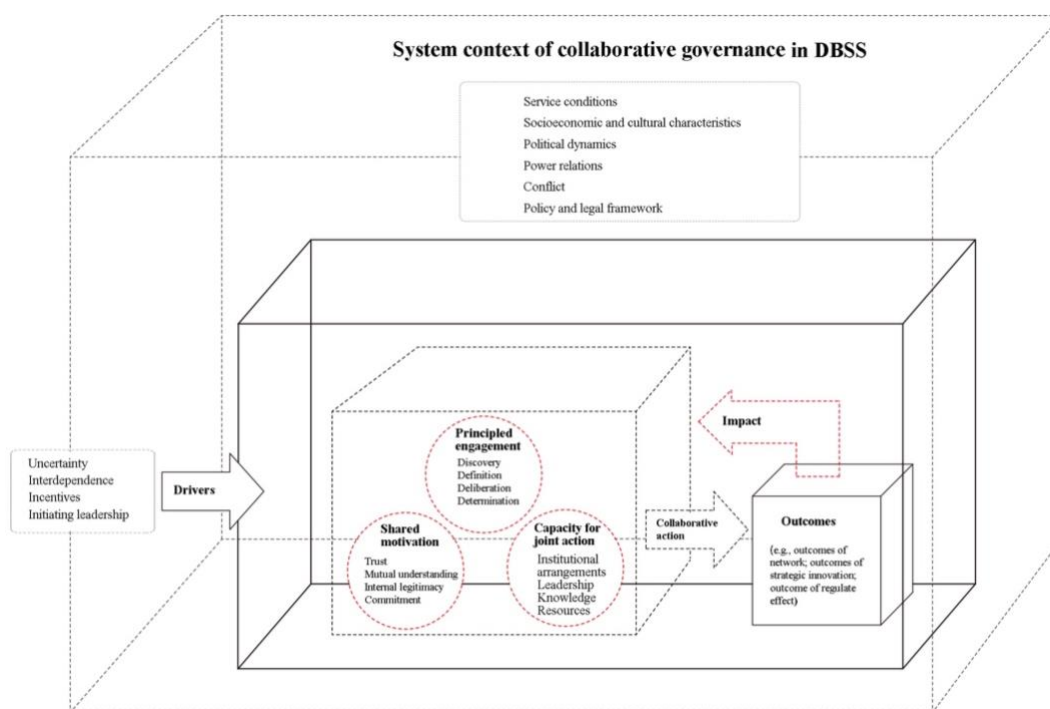 System context of collaborative governance in DBSS
Service conditions
Socioeconomic and cultural characteristics
Political dynamics
Power relations
Conflict
Policy and legal framework
Uncertainty
Interdependence
Incentives
Initiating leadership
Drivers
Principled
engagement
Discovery
Definition
Deliberation
Determination
Shared
motivation
Trust
Mutual understanding
Internal legitimacy
Commitment
Capacity for
joint action
Institutional
arrangements
Leadership
Knowledge
Resources
Collaborative
action
Impact
Outcomes
(e.g., outcomes of
network; outcomes of
strategic innovation;
outcome of regulate
effect)